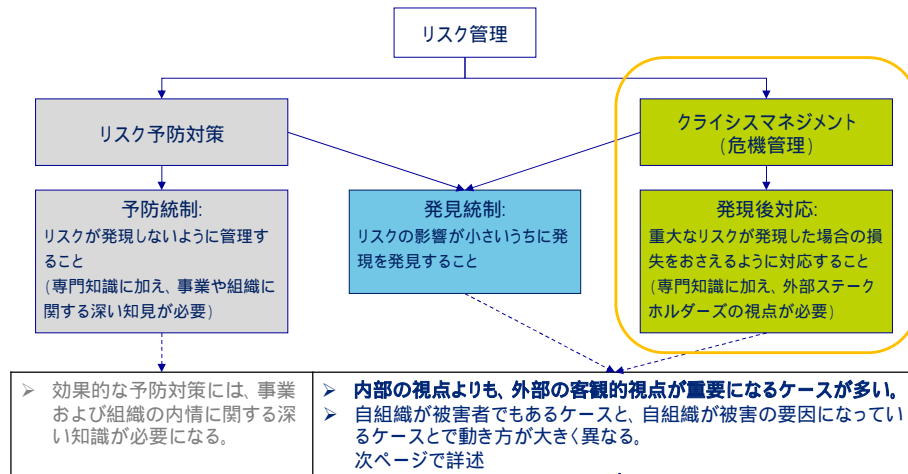 リスク管理
リスク予防対策
クライシスマネジメント
(危機管理)
予防統制:
リスクが発現しないように管理す
ること
(専門知識に加え、事業や組織に
関する深い知見が必要)
発見統制:
リスクの影響が小さいうちに発
現を発見すること
発現後対応:
重大なリスクが発現した場合の損
失をおさえるように対応すること
(専門知識に加え、外部ステーク
ホルダーズの視点が必要)
➢ 効果的な予防対策には、事業
および組織の内情に関する深
い知識が必要になる。
➢ 内部の視点よりも、外部の客観的視点が重要になるケースが多い。
➢ 自組織が被害者でもあるケースと、自組織が被害の要因になってい
るケースとで動き方が大きく異なる。
次ページで詳述